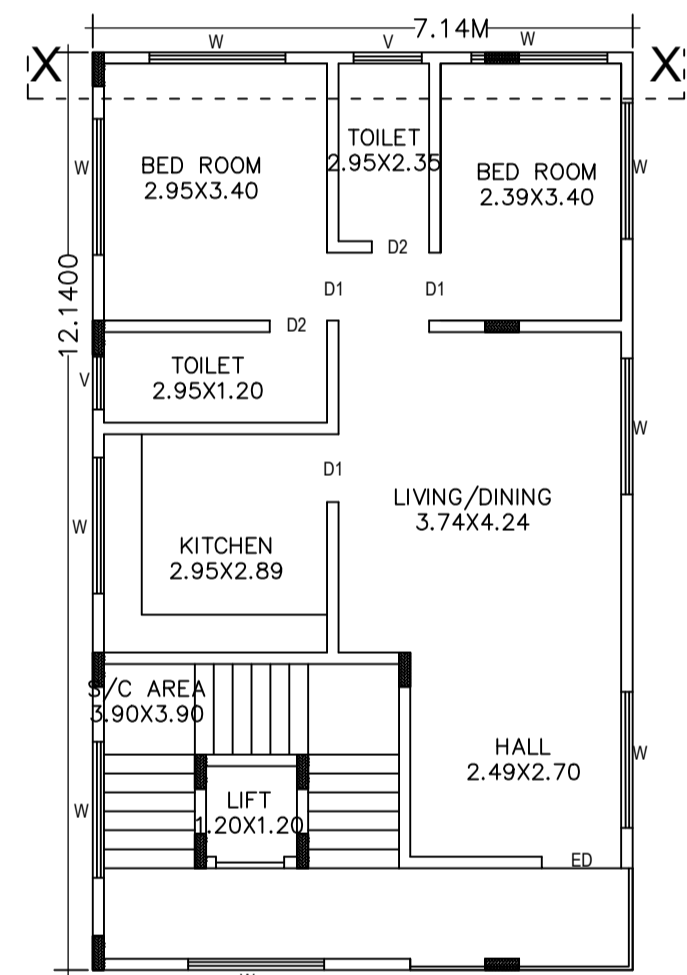 7.14M
W
V
W
X
X
TOILET
2.95X2.35
BED ROOM
2.95X3.40
W
BED ROOM
2.39X3.40
W
D2
12.1400
D1
D1
D2
TOILET
2.95X1.20
V
W
D1
LIVING/DINING
3.74X4.24
W
KITCHEN
2.95X2.89
S/C AREA
3.90X3.90
HALL
2.49X2.70
W
LIFT
1.20X1.20
W
ED